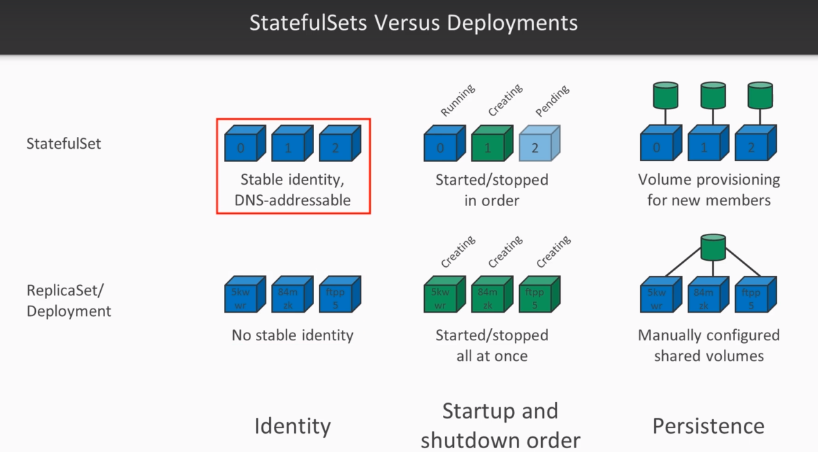 StatefulSets Versus Deployments
StatefulSet
0 1 2
Stable identity,
DNS-addressable
Running Creating Pending
0 1 2
Started/stopped
in order
0 1 2
Volume provisioning
for new members
ReplicaSet/
Deployment
5kw 84m ftpp
wr zk 5
No stable identity
Creating Creating Creating
5kw 84m ftpp
wr zk 5
Started/stopped
all at once
5kw 84m ftpp
wr zk 5
Manually configured
shared volumes
Identity
Startup and
shutdown order
Persistence